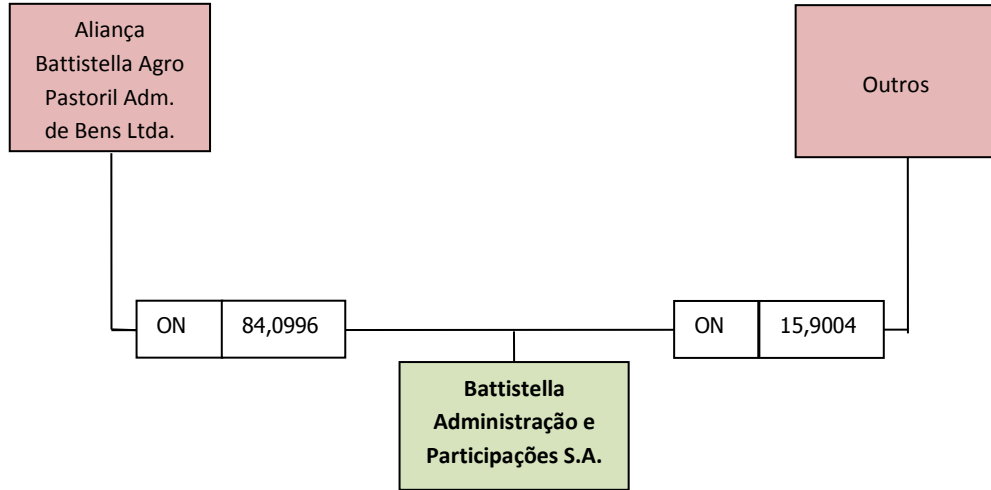 Aliança
Battistella Agro
Pastoril Adm.
de Bens Ltda.
Outros
ON 84,0996
ON 15,9004
Battistella
Administração e
Participações S.A.